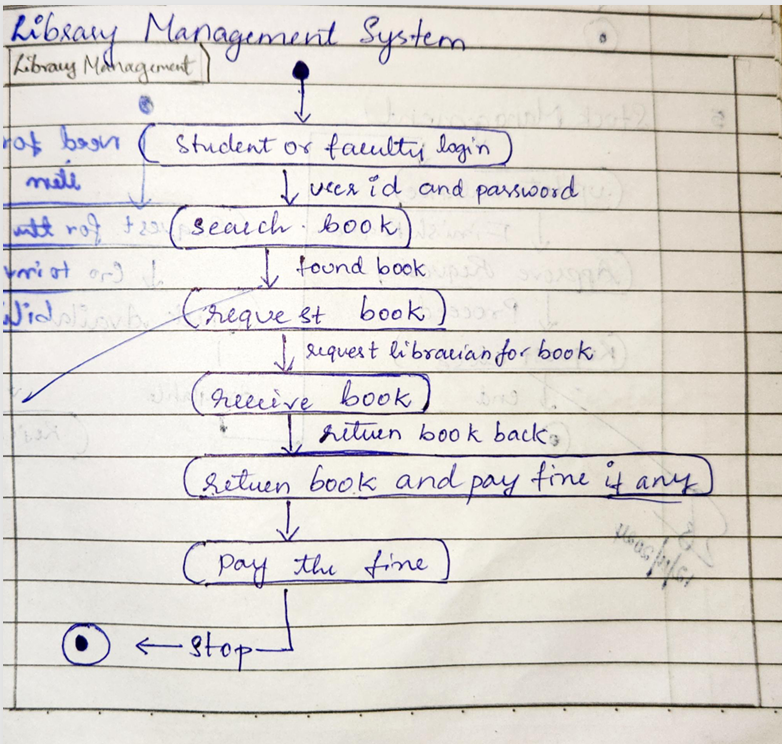 Library Management System
Library Management
Student or faculty login
user id and password
search book
found book
request book
request librarian for book
receive book
return book back
return book and pay fine if any
Pay the fine
Stop